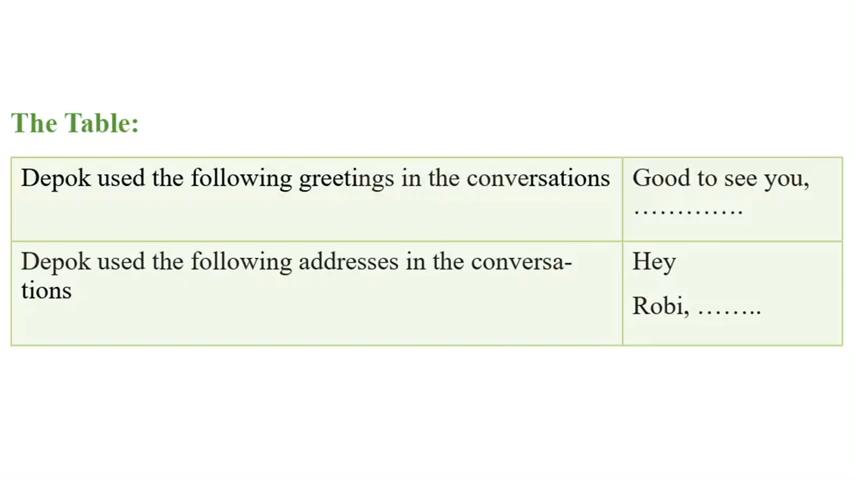 The Table:
Depok used the following greetings in the conversations
Good to see you,
………….
Depok used the following addresses in the conversa-
tions
Hey
Robi, ……..